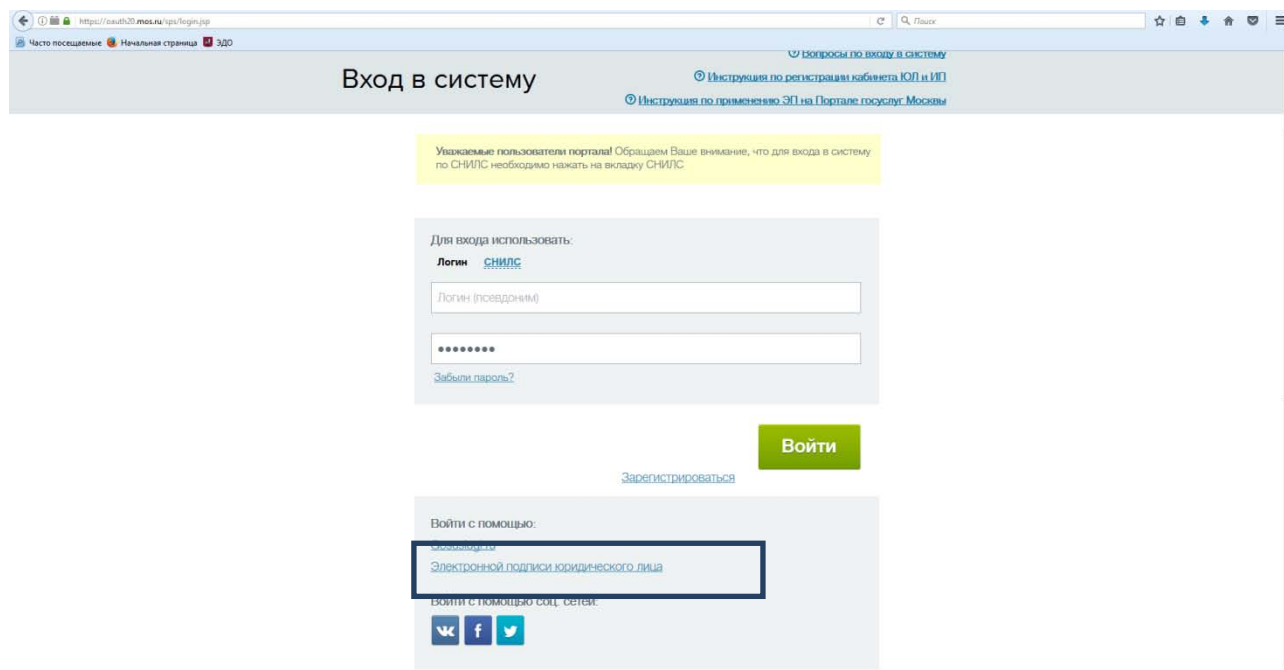 https://oauth20.mos.ru/sps/login.jsp
Поиск
Часто посещаемые Начальная страница ЭДО
Вопросы по входу в систему
Вход в систему
Инструкция по регистрации кабинета ЮЛ и ИП
Инструкция по применению ЭП на Портале госуслуг Москвы
Уважаемые пользователи портала! Обращаем Ваше внимание, что для входа в систему
по СНИЛС необходимо нажать на вкладку СНИЛС
Для входа использовать:
Логин СНИЛС
Логин (псевдоним)
Забыли пароль?
Войти
Зарегистрироваться
Войти с помощью:
Gosuslugi.ru
Электронной подписи юридического лица
Войти с помощью соц. сетей: